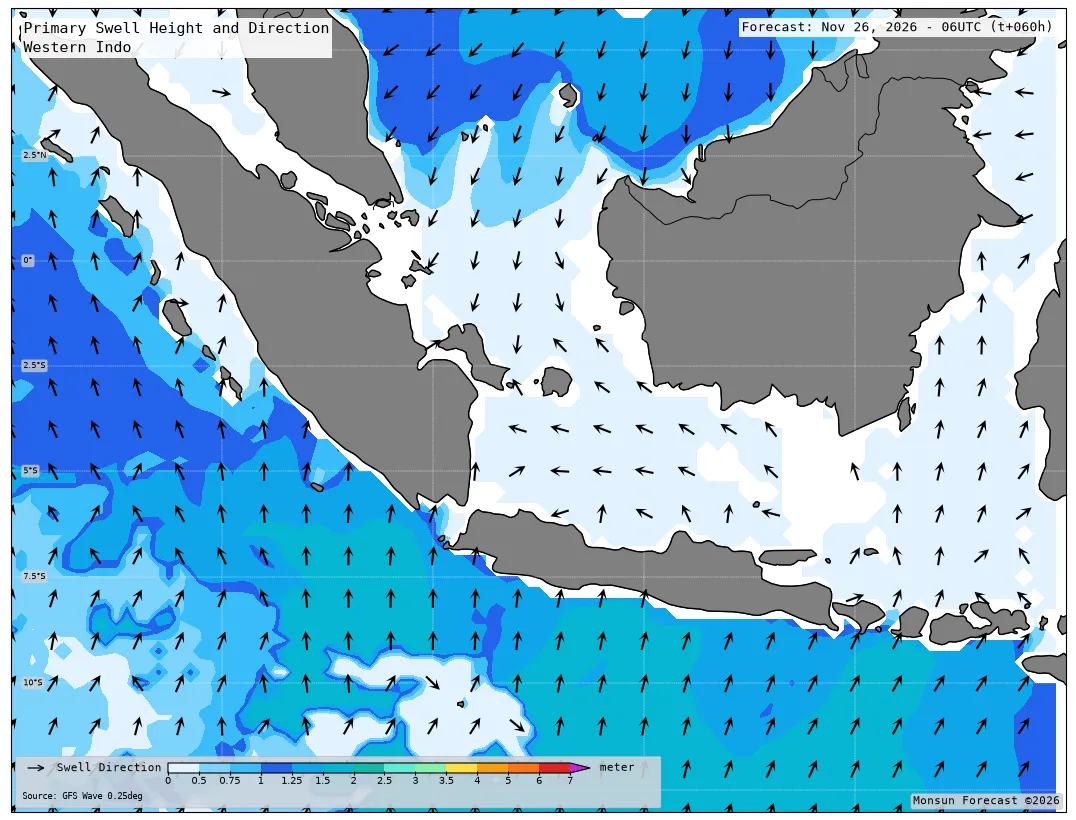 Primary Swell Height and Direction
Western Indo
Forecast: Nov 26, 2026 - 06UTC (t+060h)
2.5°N
0°
2.5°S
5°S
7.5°S
10°S
Swell Direction
0 0.5 0.75 1 1.25 1.5 2 2.5 3 3.5 4 5 6 7
meter
Source: GFS Wave 0.25deg
Monsun Forecast ©2026